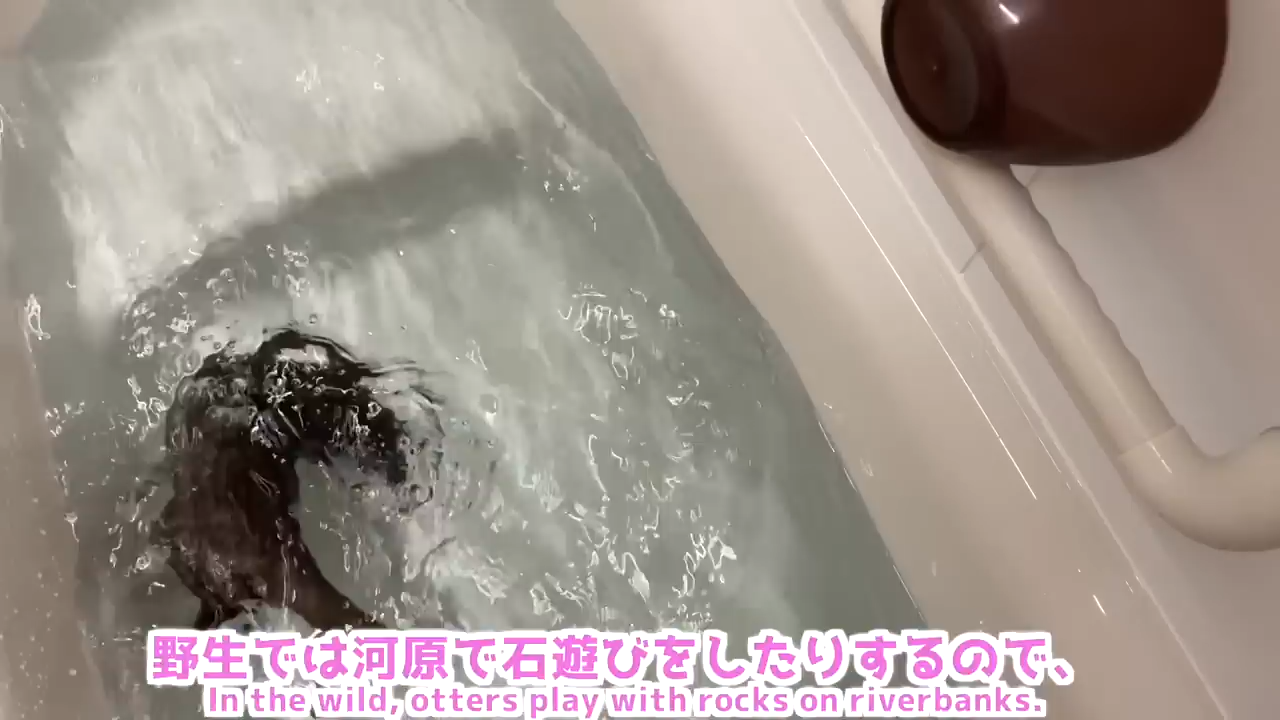 野生では河原で石遊びをしたりするので、
In the wild, otters play with rocks on riverbanks.